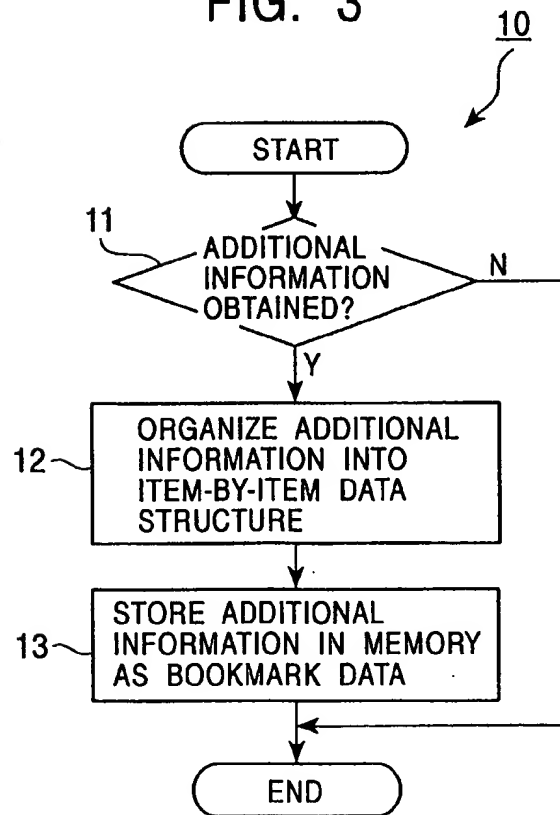 FIG. 3
10
START
11
ADDITIONAL
INFORMATION
OBTAINED?
N
Y
12
ORGANIZE ADDITIONAL
INFORMATION INTO
ITEM-BY-ITEM DATA
STRUCTURE
13
STORE ADDITIONAL
INFORMATION IN MEMORY
AS BOOKMARK DATA
END